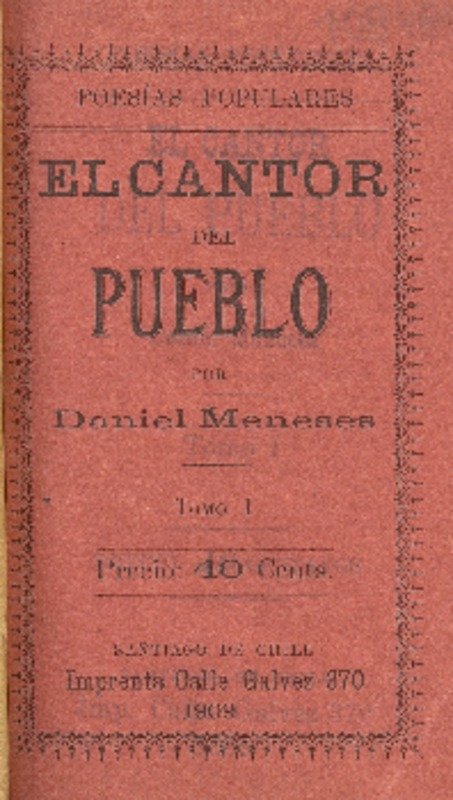 POESÍAS POPULARES
EL CANTOR
DEL
PUEBLO
POR
Daniel Meneses
Tomo I
Precio: 40 Cents.
SANTIAGO DE CHILE
Imprenta Calle Galvez 370
1909